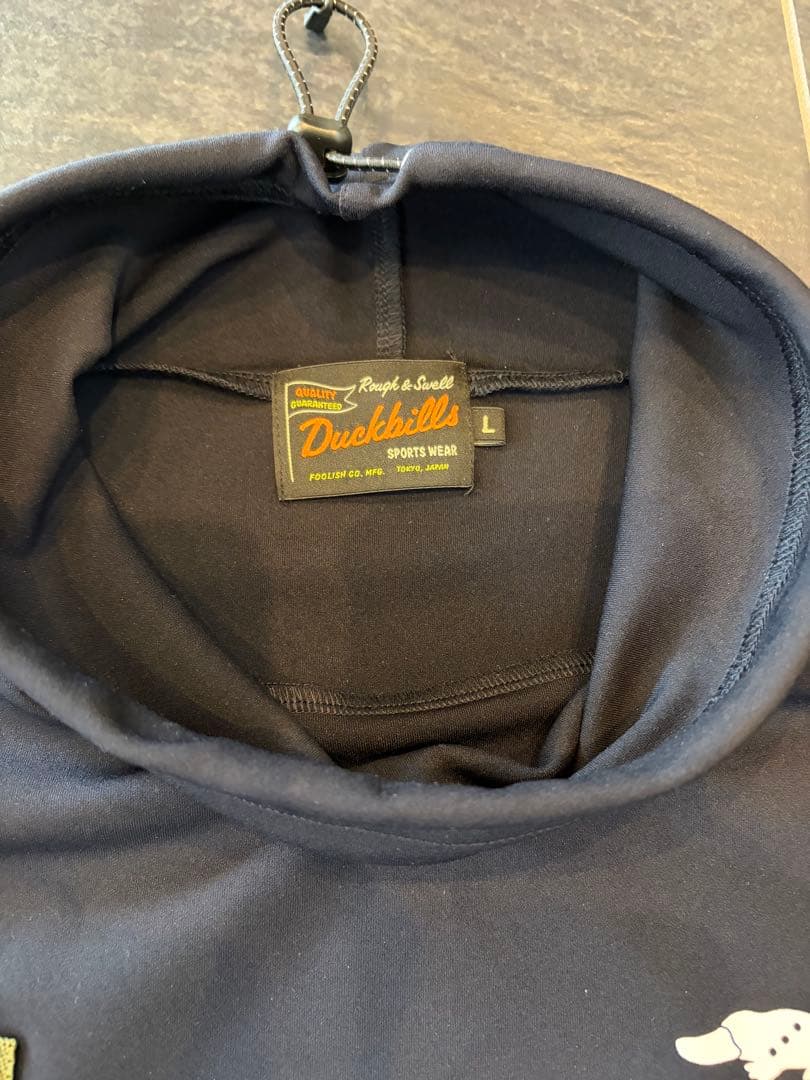 QUALITY
GUARANTEED
Rough & Swell
Duckbills
L
SPORTS WEAR
FOOLISH CO. MFG. TOKYO, JAPAN